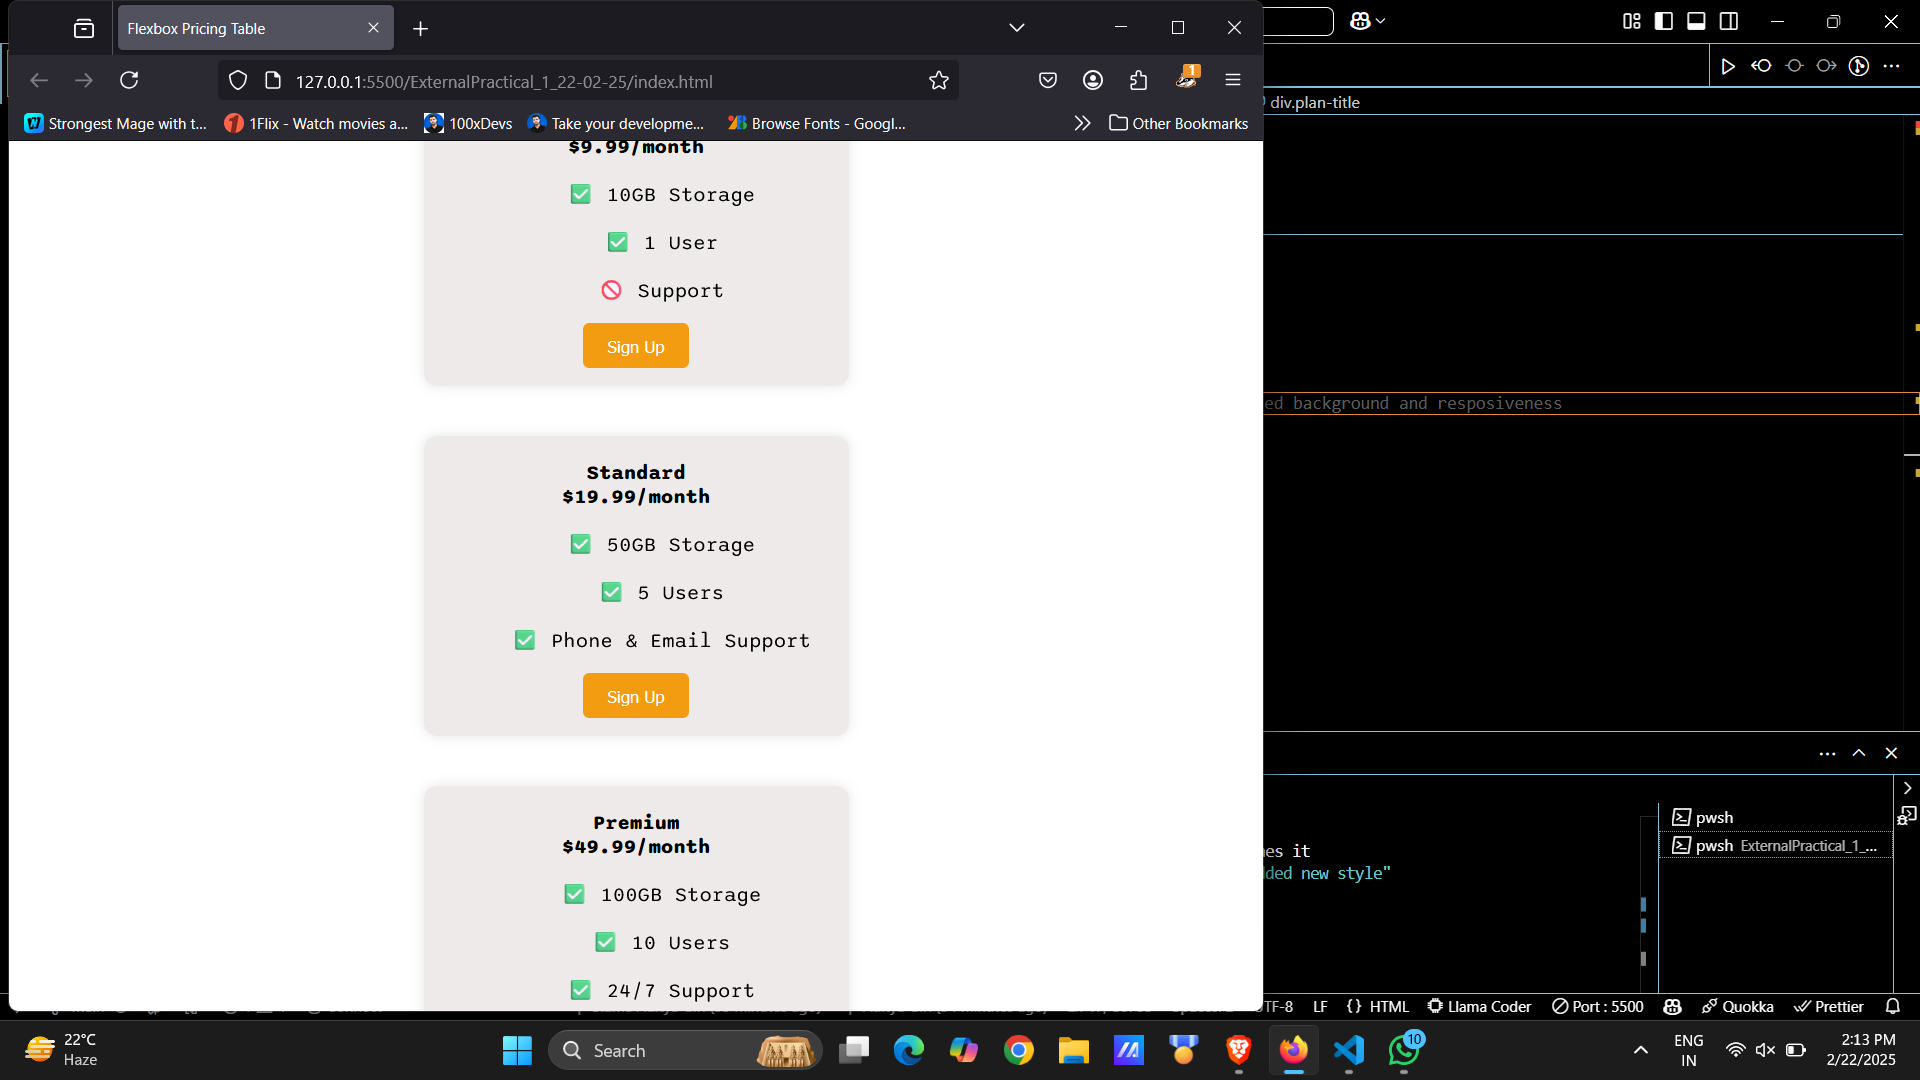 Flexbox Pricing Table
127.0.0.1:5500/ExternalPractical_1_22-02-25/index.html
1
Strongest Mage with t...
1Flix - Watch movies a...
100xDevs
Take your developme...
Browse Fonts - Googl...
Other Bookmarks
div.plan-title
$9.99/month
10GB Storage
1 User
Support
Sign Up
ed background and resposiveness
Standard
$19.99/month
50GB Storage
5 Users
Phone & Email Support
Sign Up
Premium
$49.99/month
100GB Storage
10 Users
24/7 Support
pwsh
pwsh ExternalPractical_1_...
nes it
dded new style"
TF-8 LF {} HTML Llama Coder Port : 5500 Quokka Prettier
22°C
Haze
Search
10
ENG
IN
2:13 PM
2/22/2025